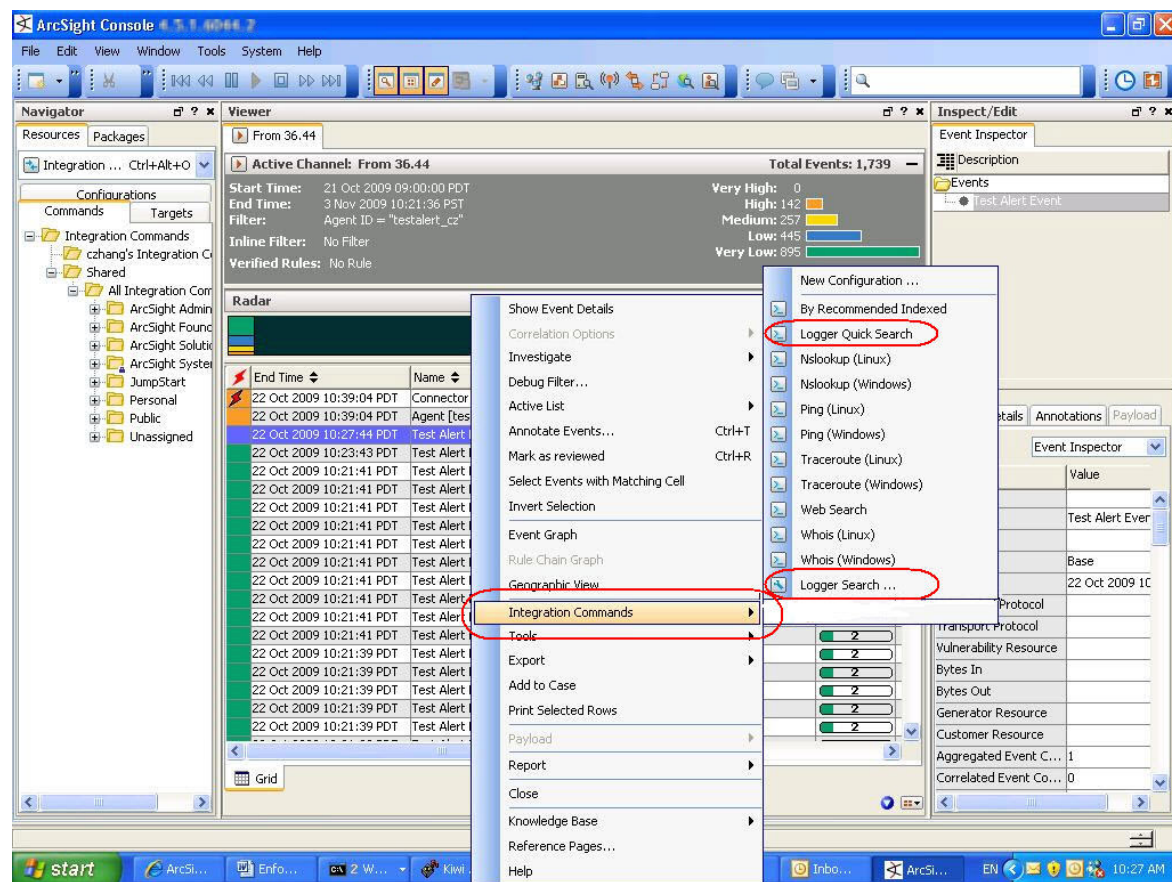 ArcSight Console 4.5.1.6066.2
File Edit View Window Tools System Help
Navigator
Resources Packages
Integration ... Ctrl+Alt+O
Configurations
Commands Targets
Integration Commands
czhang's Integration C
Shared
All Integration Com
ArcSight Admin
ArcSight Found
ArcSight Solutic
ArcSight System
JumpStart
Personal
Public
Unassigned
Viewer
From 36.44
Active Channel: From 36.44 Total Events: 1,739
Start Time: 21 Oct 2009 09:00:00 PDT
End Time: 3 Nov 2009 10:21:36 PST
Filter: Agent ID = "testalert_cz"
Inline Filter: No Filter
Verified Rules: No Rule
Very High: 0
High: 142
Medium: 257
Low: 445
Very Low: 895
Radar
End Time Name
22 Oct 2009 10:39:04 PDT Connector
22 Oct 2009 10:39:04 PDT Agent [tes
22 Oct 2009 10:27:44 PDT Test Alert
22 Oct 2009 10:23:43 PDT Test Alert
22 Oct 2009 10:21:41 PDT Test Alert
22 Oct 2009 10:21:41 PDT Test Alert
22 Oct 2009 10:21:41 PDT Test Alert
22 Oct 2009 10:21:41 PDT Test Alert
22 Oct 2009 10:21:41 PDT Test Alert
22 Oct 2009 10:21:41 PDT Test Alert
22 Oct 2009 10:21:41 PDT Test Alert
22 Oct 2009 10:21:41 PDT Test Alert
22 Oct 2009 10:21:41 PDT Test Alert
22 Oct 2009 10:21:41 PDT Test Alert 2
22 Oct 2009 10:21:39 PDT Test Alert 2
22 Oct 2009 10:21:39 PDT Test Alert 2
22 Oct 2009 10:21:39 PDT Test Alert 2
22 Oct 2009 10:21:39 PDT Test Alert 2
22 Oct 2009 10:21:39 PDT Test Alert 2
Grid
Show Event Details
Correlation Options
Investigate
Debug Filter...
Active List
Annotate Events... Ctrl+T
Mark as reviewed Ctrl+R
Select Events with Matching Cell
Invert Selection
Event Graph
Rule Chain Graph
Geographic View
Integration Commands
Tools
Export
Add to Case
Print Selected Rows
Payload
Report
Close
Knowledge Base
Reference Pages...
Help
New Configuration ...
By Recommended Indexed
Logger Quick Search
Nslookup (Linux)
Nslookup (Windows)
Ping (Linux)
Ping (Windows)
Traceroute (Linux)
Traceroute (Windows)
Web Search
Whois (Linux)
Whois (Windows)
Logger Search ...
Inspect/Edit
Event Inspector
Description
Events
Test Alert Event
etails Annotations Payload
Event Inspector
Value
Test Alert Ever
Base
22 Oct 2009 10
Protocol
Transport Protocol
Vulnerability Resource
Bytes In
Bytes Out
Generator Resource
Customer Resource
Aggregated Event C... 1
Correlated Event Co... 0
start ArcSi... Enfo... 2 W... Kiwi Inbo... ArcSi... EN 10:27 AM